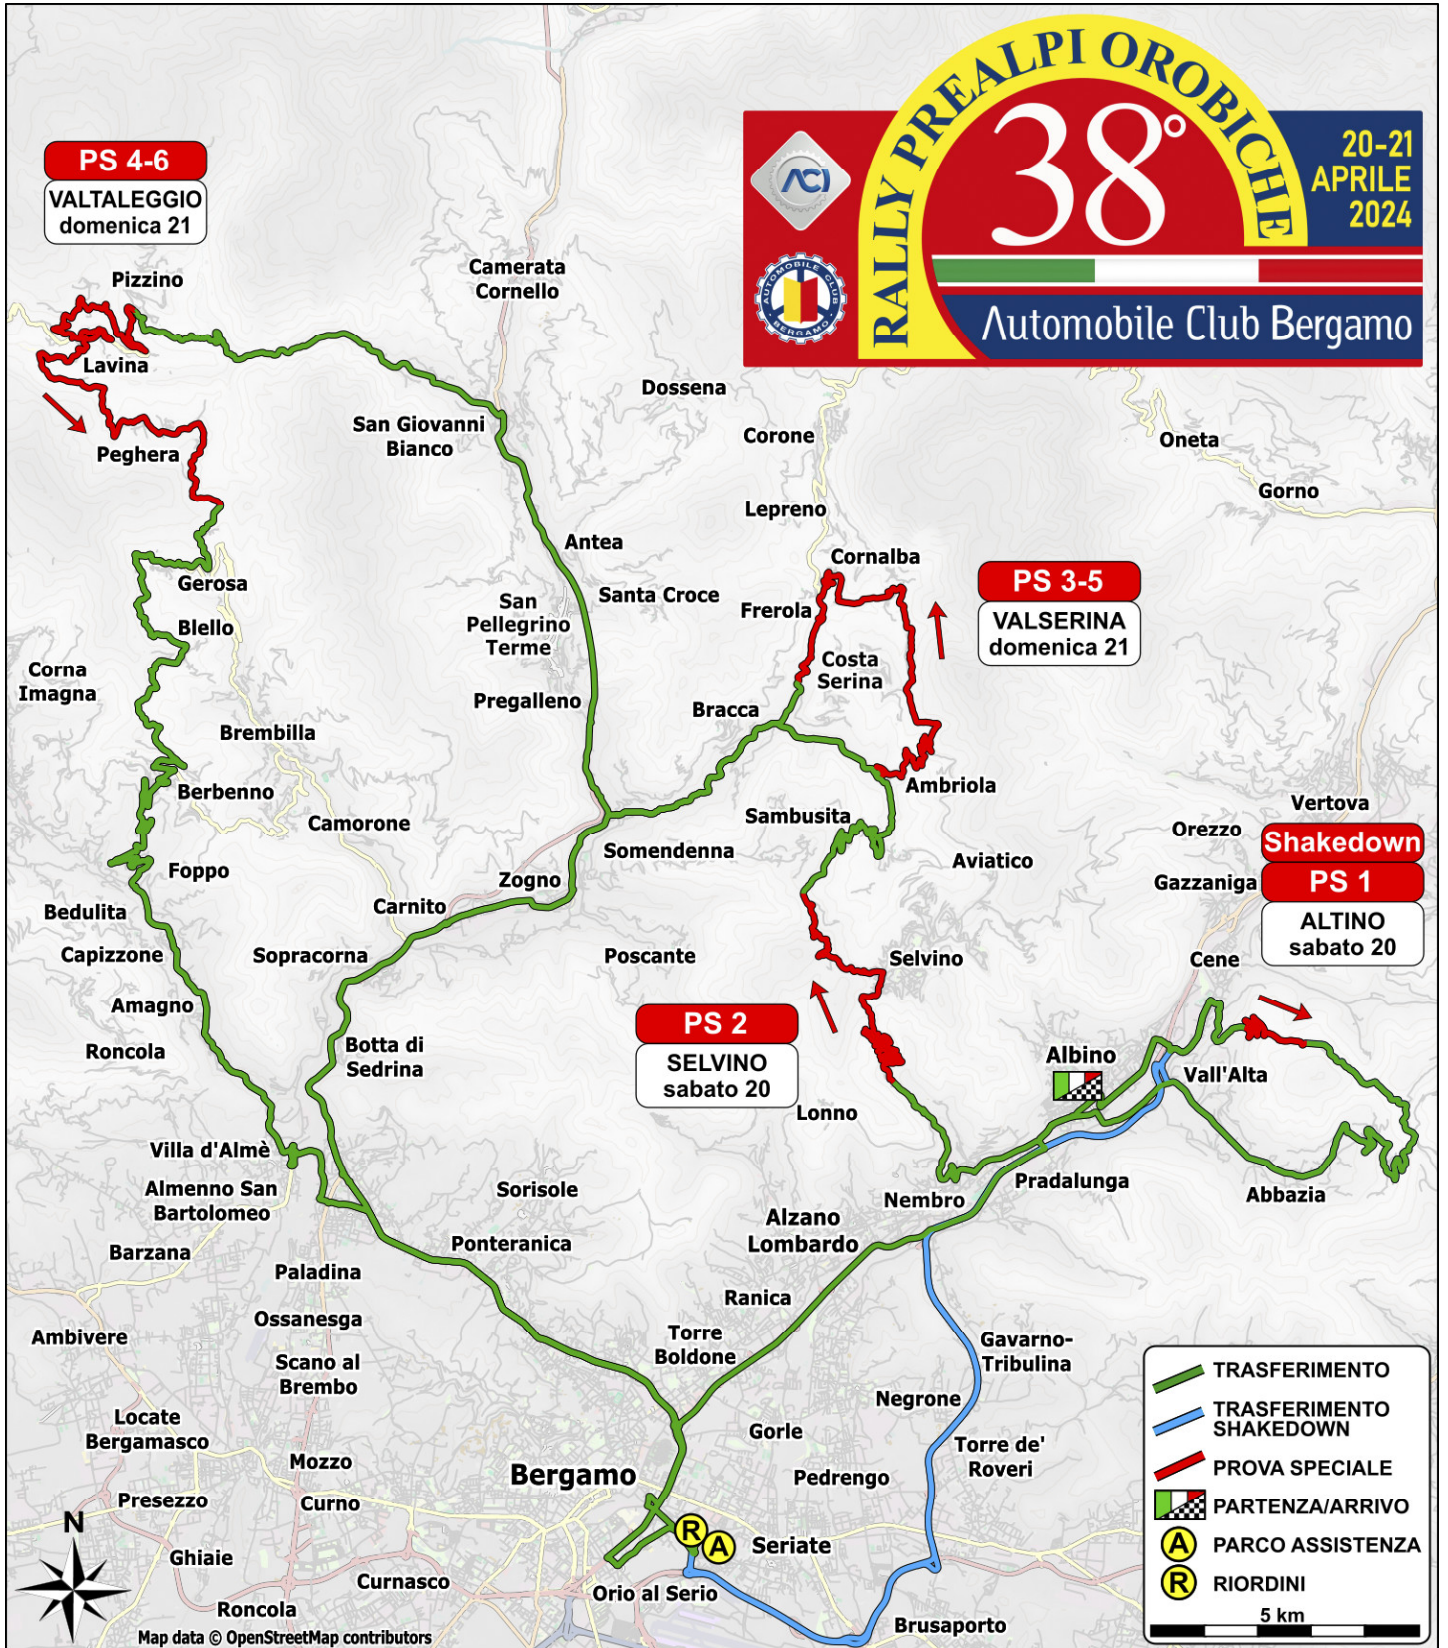 RALLY PREALPI OROBICHE
38°
20-21
APRILE
2024
ACI
AUTOMOBILE CLUB
BERGAMO
Automobile Club Bergamo
PS 4-6
VALTALEGGIO
domenica 21
Pizzino
Camerata
Cornello
Lavina
Dossena
San Giovanni
Bianco
Corone
Oneta
Peghera
Gorno
Lepreno
Antea
Cornalba
PS 3-5
VALSERINA
domenica 21
Gerosa
Santa Croce
San
Pellegrino
Terme
Frerola
Blello
Corna
Imagna
Costa
Serina
Pregalleno
Bracca
Brembilla
Berbenno
Ambriola
Vertova
Camorone
Sambusita
Orezzo
Shakedown
PS 1
ALTINO
sabato 20
Somendenna
Aviatico
Foppo
Zogno
Gazzaniga
Bedulita
Carnito
Capizzone
Sopracorna
Poscante
Selvino
Cene
Amagno
PS 2
SELVINO
sabato 20
Roncola
Botta di
Sedrina
Albino
Vall'Alta
Lonno
Villa d'Almè
Almenno San
Bartolomeo
Sorisole
Nembro
Pradalunga
Abbazia
Barzana
Ponteranica
Alzano
Lombardo
Paladina
Ranica
Ossanesga
Ambivere
Torre
Boldone
Gavarno-
Tribulina
Scano al
Brembo
Negrone
Locate
Bergamasco
Gorle
Torre de'
Roveri
Mozzo
Bergamo
Pedrengo
Presezzo
Curno
N
R
A
Seriate
Ghiaie
Curnasco
Orio al Serio
Roncola
Brusaporto
Map data © OpenStreetMap contributors
TRASFERIMENTO
TRASFERIMENTO
SHAKEDOWN
PROVA SPECIALE
PARTENZA/ARRIVO
A PARCO ASSISTENZA
R RIORDINI
5 km